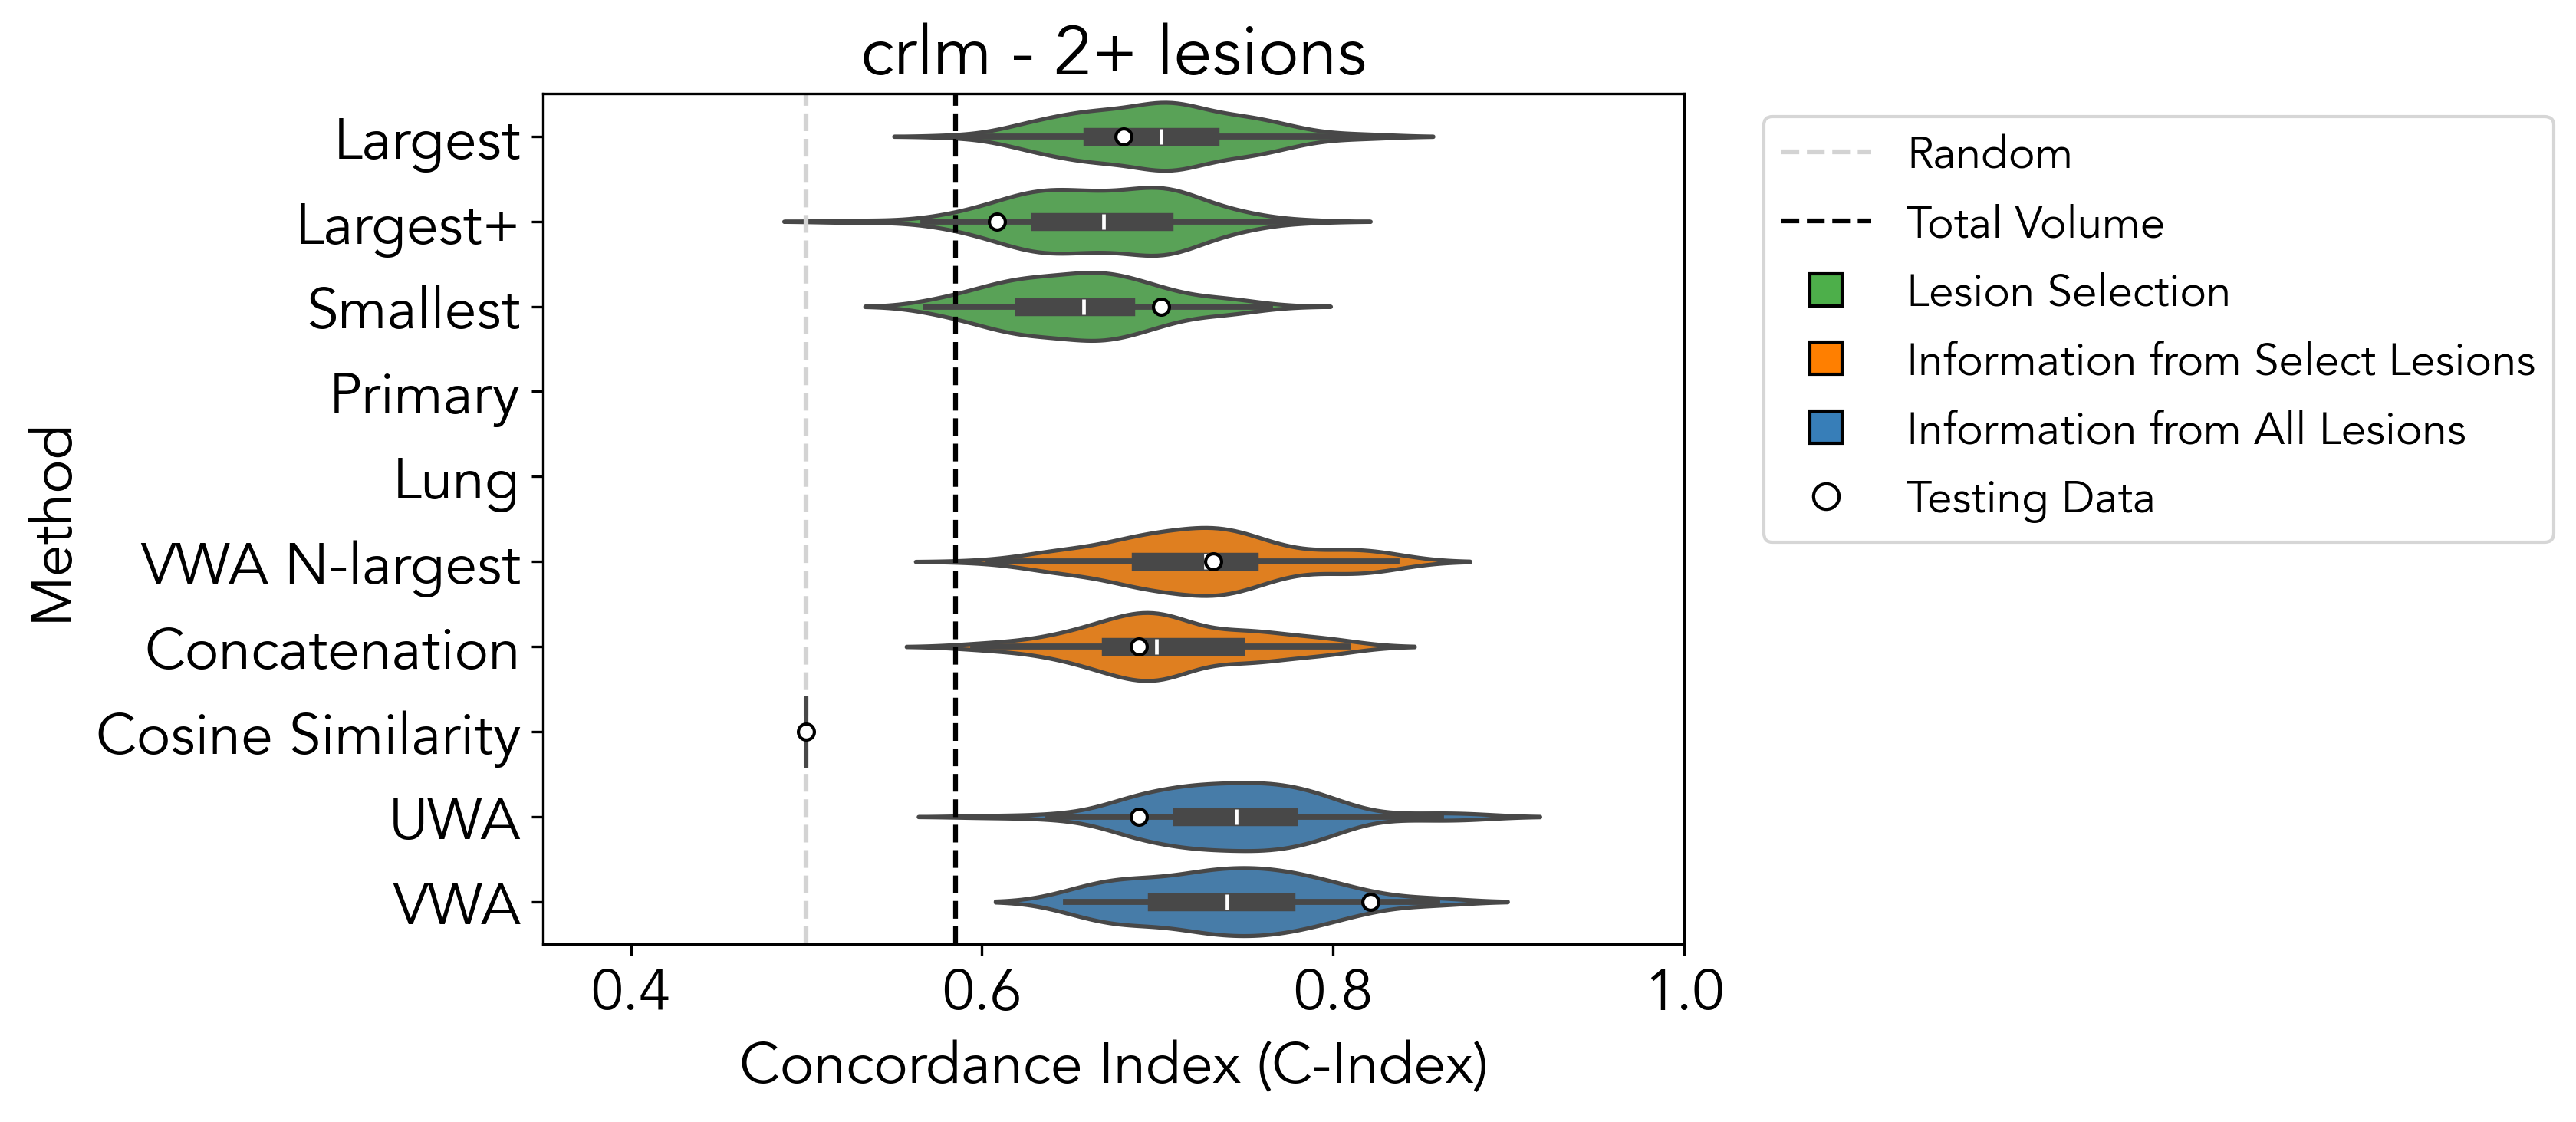 crlm - 2+ lesions
Largest
Largest+
Smallest
Primary
Lung
VWA N-largest
Concatenation
Cosine Similarity
UWA
VWA
Method
0.4 0.6 0.8 1.0
Concordance Index (C-Index)
Random
Total Volume
Lesion Selection
Information from Select Lesions
Information from All Lesions
Testing Data